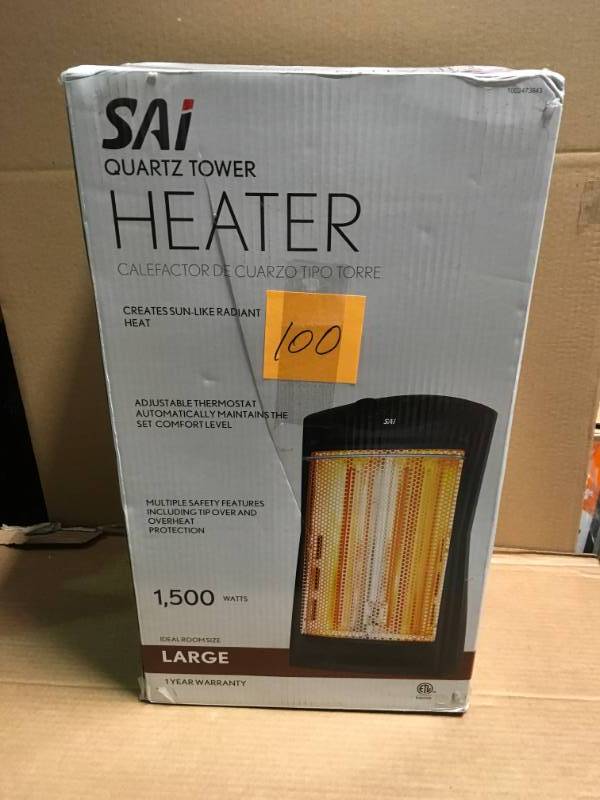 1002473843
SAi
QUARTZ TOWER
HEATER
CALEFACTOR DE CUARZO TIPO TORRE
CREATES SUN-LIKE RADIANT
HEAT
100
ADJUSTABLE THERMOSTAT
AUTOMATICALLY MAINTAINS THE
SET COMFORT LEVEL
SAi
MULTIPLE SAFETY FEATURES
INCLUDING TIP OVER AND
OVERHEAT
PROTECTION
1,500 WATTS
IDEAL ROOM SIZE
LARGE
1 YEAR WARRANTY
ETL